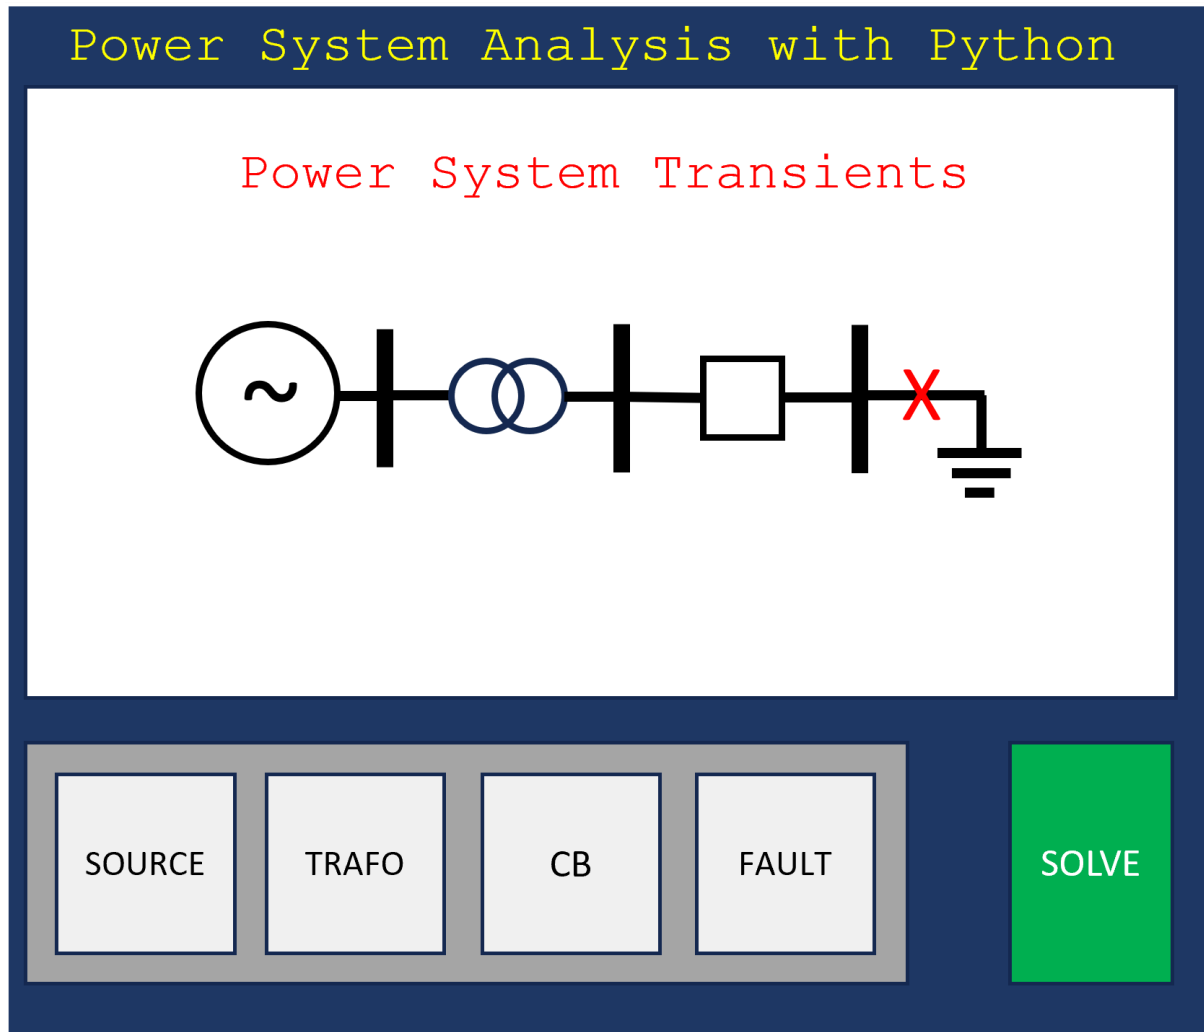 Power System Analysis with Python
Power System Transients
~
X
SOURCE TRAFO CB FAULT SOLVE